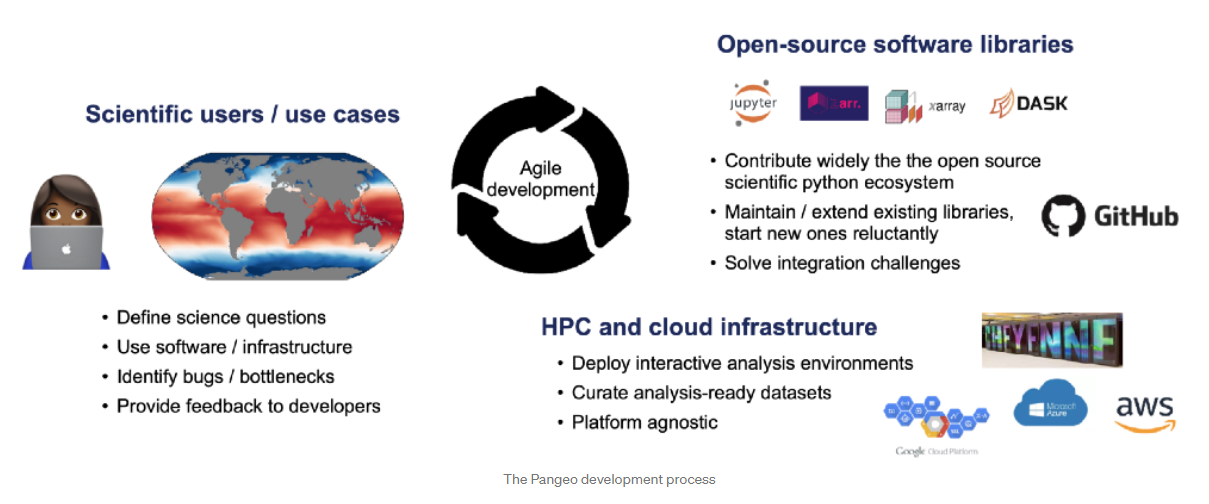 Scientific users / use cases
• Define science questions
• Use software / infrastructure
• Identify bugs / bottlenecks
• Provide feedback to developers
Agile
development
Open-source software libraries
jupyter
arr.
xarray
DASK
• Contribute widely the the open source
scientific python ecosystem
• Maintain / extend existing libraries,
start new ones reluctantly
• Solve integration challenges
GitHub
HPC and cloud infrastructure
• Deploy interactive analysis environments
• Curate analysis-ready datasets
• Platform agnostic
Google Cloud Platform
Microsoft
Azure
aws
The Pangeo development process